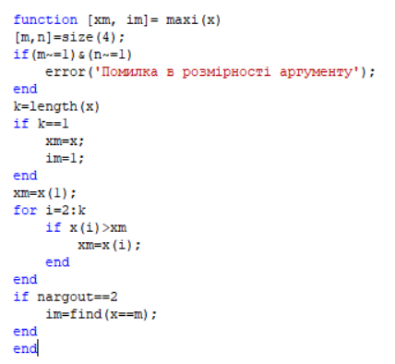 function [xm, im]= maxi(x)
[m,n]=size(4);
if(m~=1)&(n~=1)
error('Помилка в розмірності аргументу');
end
k=length(x)
if k==1
xm=x;
im=1;
end
xm=x(1);
for i=2:k
if x(i)>xm
xm=x(i);
end
end
if nargout==2
im=find(x==m);
end
end